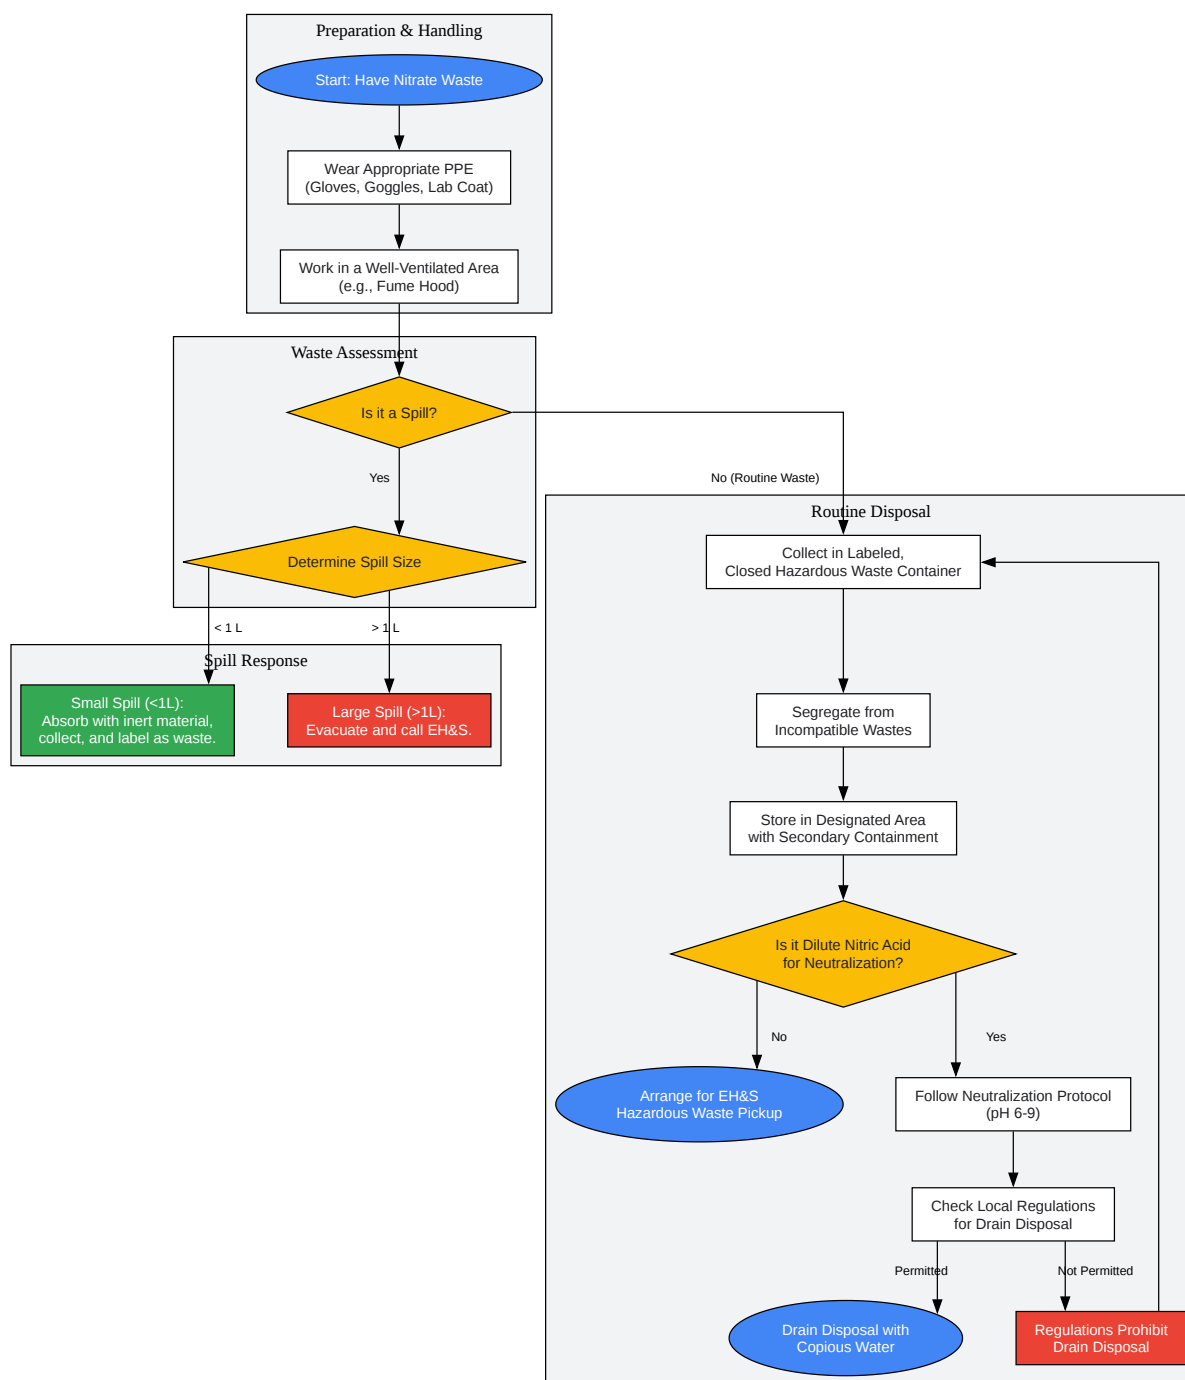 Preparation & Handling
Start: Have Nitrate Waste
Wear Appropriate PPE
(Gloves, Goggles, Lab Coat)
Work in a Well-Ventilated Area
(e.g., Fume Hood)
Waste Assessment
Is it a Spill?
Yes
No (Routine Waste)
Determine Spill Size
< 1 L
> 1 L
Spill Response
Small Spill (<1L):
Absorb with inert material,
collect, and label as waste.
Large Spill (>1L):
Evacuate and call EH&S.
Routine Disposal
Collect in Labeled,
Closed Hazardous Waste Container
Segregate from
Incompatible Wastes
Store in Designated Area
with Secondary Containment
Is it Dilute Nitric Acid
for Neutralization?
No
Yes
Arrange for EH&S
Hazardous Waste Pickup
Follow Neutralization Protocol
(pH 6-9)
Check Local Regulations
for Drain Disposal
Permitted
Not Permitted
Drain Disposal with
Copious Water
Regulations Prohibit
Drain Disposal